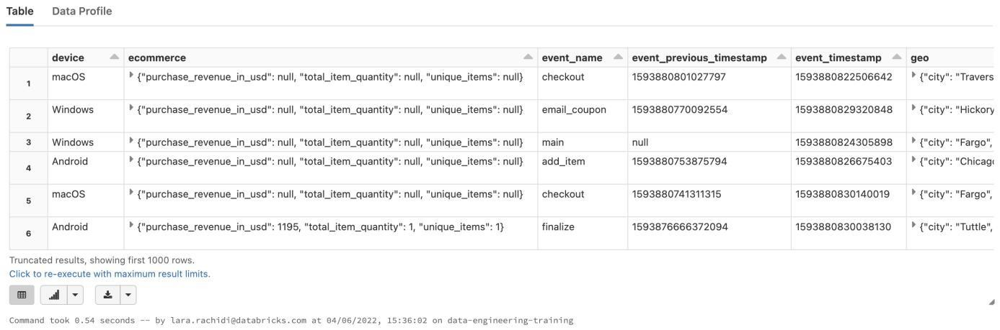 Table Data Profile
device ecommerce event_name event_previous_timestamp event_timestamp geo
1 macOS {"purchase_revenue_in_usd": null, "total_item_quantity": null, "unique_items": null} checkout 1593880801027797 1593880822506642 {"city": "Travers
2 Windows {"purchase_revenue_in_usd": null, "total_item_quantity": null, "unique_items": null} email_coupon 1593880770092554 1593880829320848 {"city": "Hickory
3 Windows {"purchase_revenue_in_usd": null, "total_item_quantity": null, "unique_items": null} main null 1593880824305898 {"city": "Fargo",
4 Android {"purchase_revenue_in_usd": null, "total_item_quantity": null, "unique_items": null} add_item 1593880753875794 1593880826675403 {"city": "Chicago
5 macOS {"purchase_revenue_in_usd": null, "total_item_quantity": null, "unique_items": null} checkout 1593880741311315 1593880830140019 {"city": "Fargo",
6 Android {"purchase_revenue_in_usd": 1195, "total_item_quantity": 1, "unique_items": 1} finalize 1593876666372094 1593880830038130 {"city": "Tuttle",
Truncated results, showing first 1000 rows.
Click to re-execute with maximum result limits.
Command took 0.54 seconds -- by lara.rachidi@databricks.com at 04/06/2022, 15:36:02 on data-engineering-training